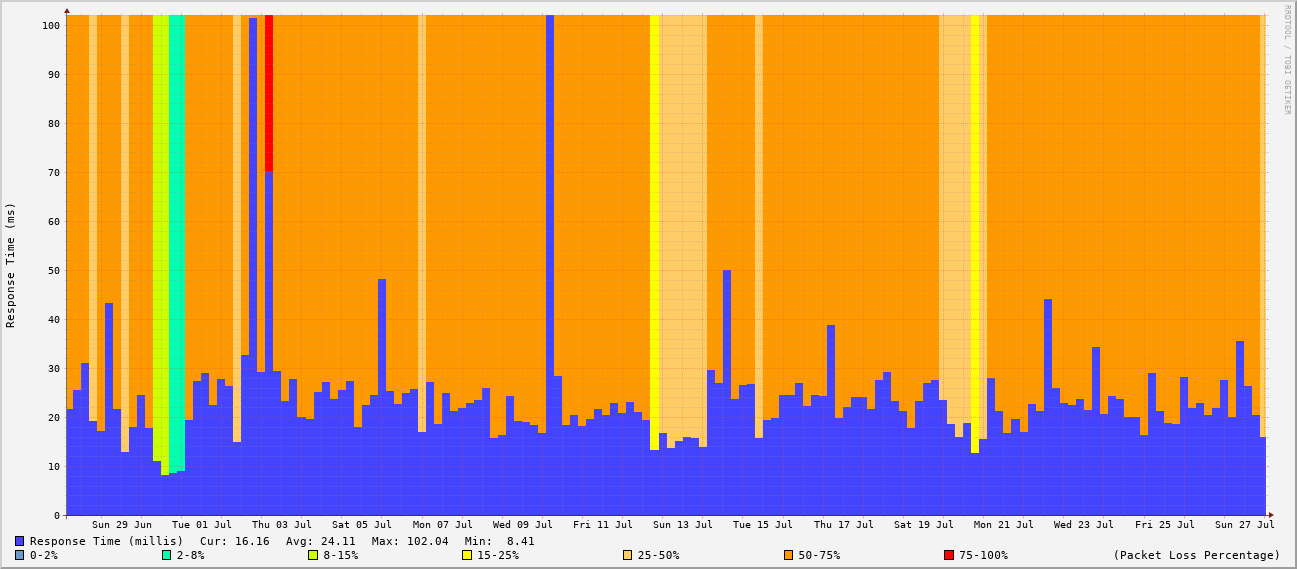 RRDTOOL / TOBI OETIKER
Response Time (ms)
100
90
80
70
60
50
40
30
20
10
0
Sun 29 Jun Tue 01 Jul Thu 03 Jul Sat 05 Jul Mon 07 Jul Wed 09 Jul Fri 11 Jul Sun 13 Jul Tue 15 Jul Thu 17 Jul Sat 19 Jul Mon 21 Jul Wed 23 Jul Fri 25 Jul Sun 27 Jul
Response Time (millis) Cur: 16.16 Avg: 24.11 Max: 102.04 Min: 8.41
0-2% 2-8% 8-15% 15-25% 25-50% 50-75% 75-100% (Packet Loss Percentage)